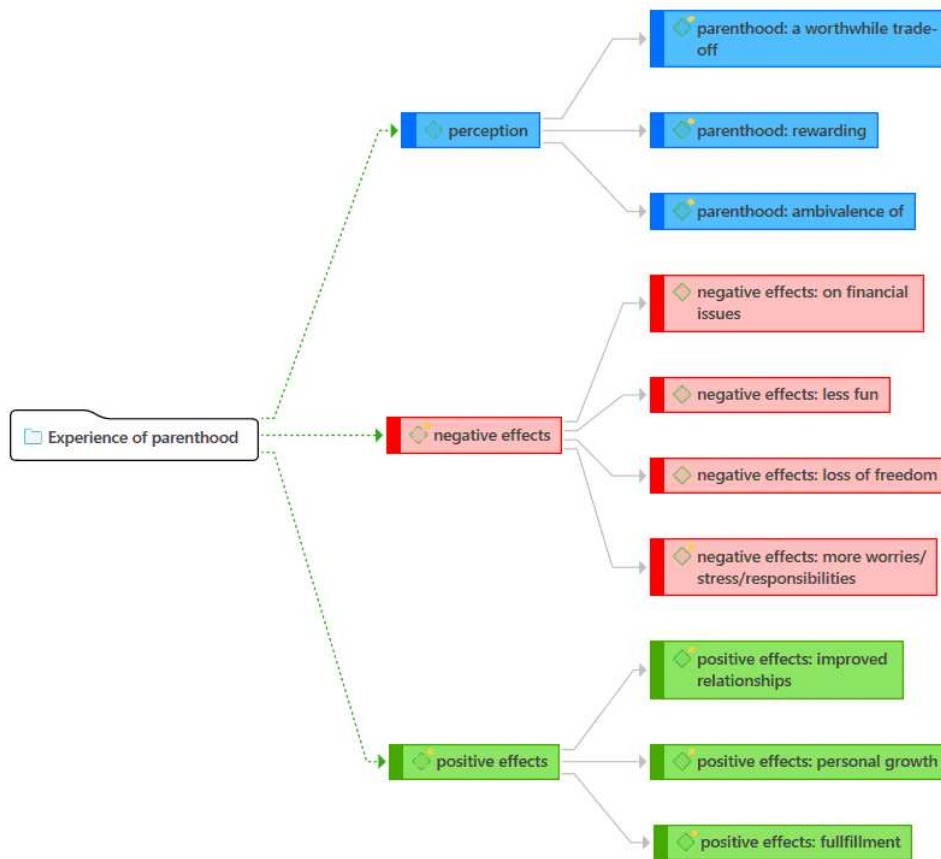 parenthood: a worthwhile trade-
off
perception
parenthood: rewarding
parenthood: ambivalence of
negative effects: on financial
issues
negative effects: less fun
Experience of parenthood
negative effects
negative effects: loss of freedom
negative effects: more worries/
stress/responsibilities
positive effects: improved
relationships
positive effects
positive effects: personal growth
positive effects: fullfillment